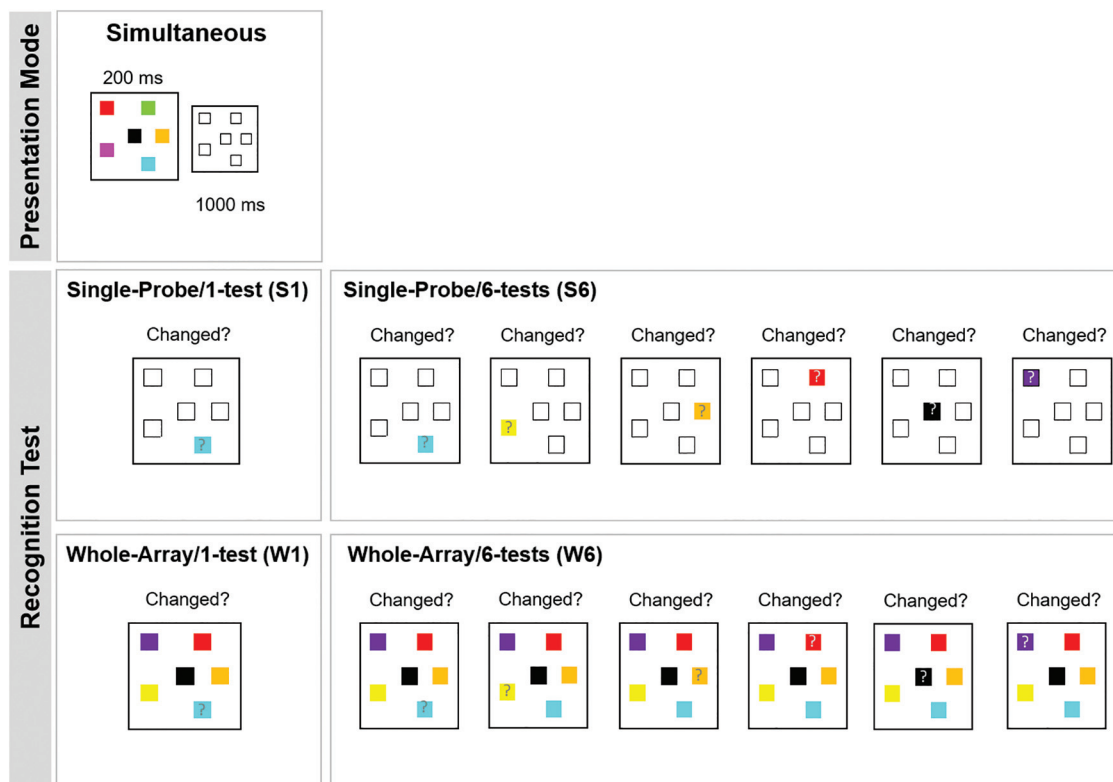 Presentation Mode
Simultaneous
200 ms
1000 ms
Recognition Test
Single-Probe/1-test (S1)
Changed?
?
Single-Probe/6-tests (S6)
Changed? Changed? Changed? Changed? Changed? Changed?
? ? ? ? ? ?
Whole-Array/1-test (W1)
Changed?
?
Whole-Array/6-tests (W6)
Changed? Changed? Changed? Changed? Changed? Changed?
? ? ? ? ? ?